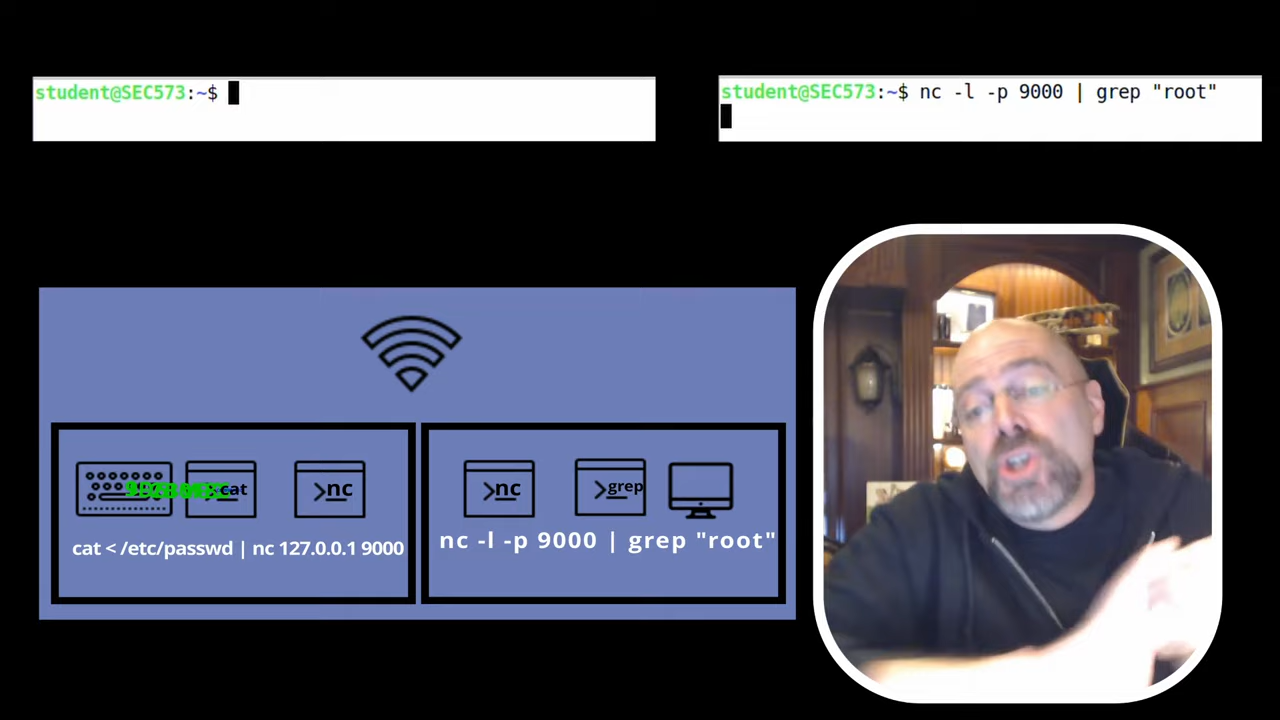 student@SEC573:~$
student@SEC573:~$ nc -l -p 9000 | grep "root"
cat
>nc
>nc
>grep
cat < /etc/passwd | nc 127.0.0.1 9000
nc -l -p 9000 | grep "root"